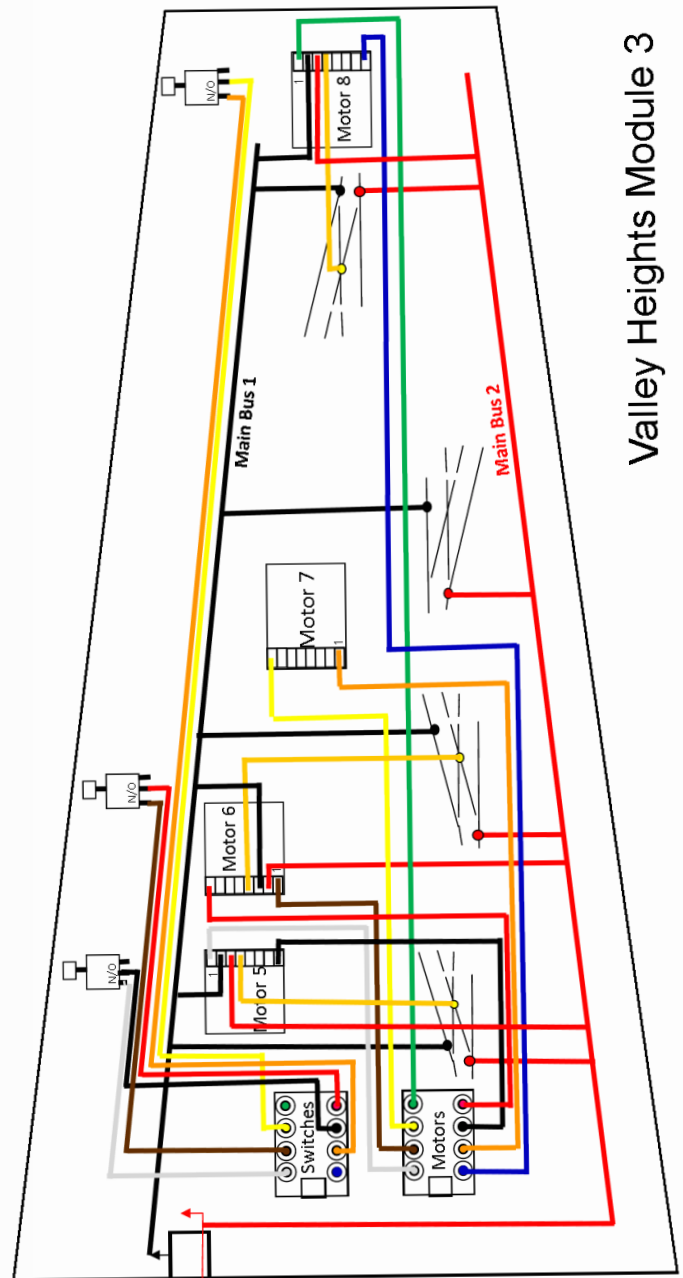 Valley Heights Module 3
N/O
1
Motor 8
Main Bus 1
Main Bus 2
Motor 7
1
N/O
Motor 6
1
N/O
1
Motor 5
Switches
Motors